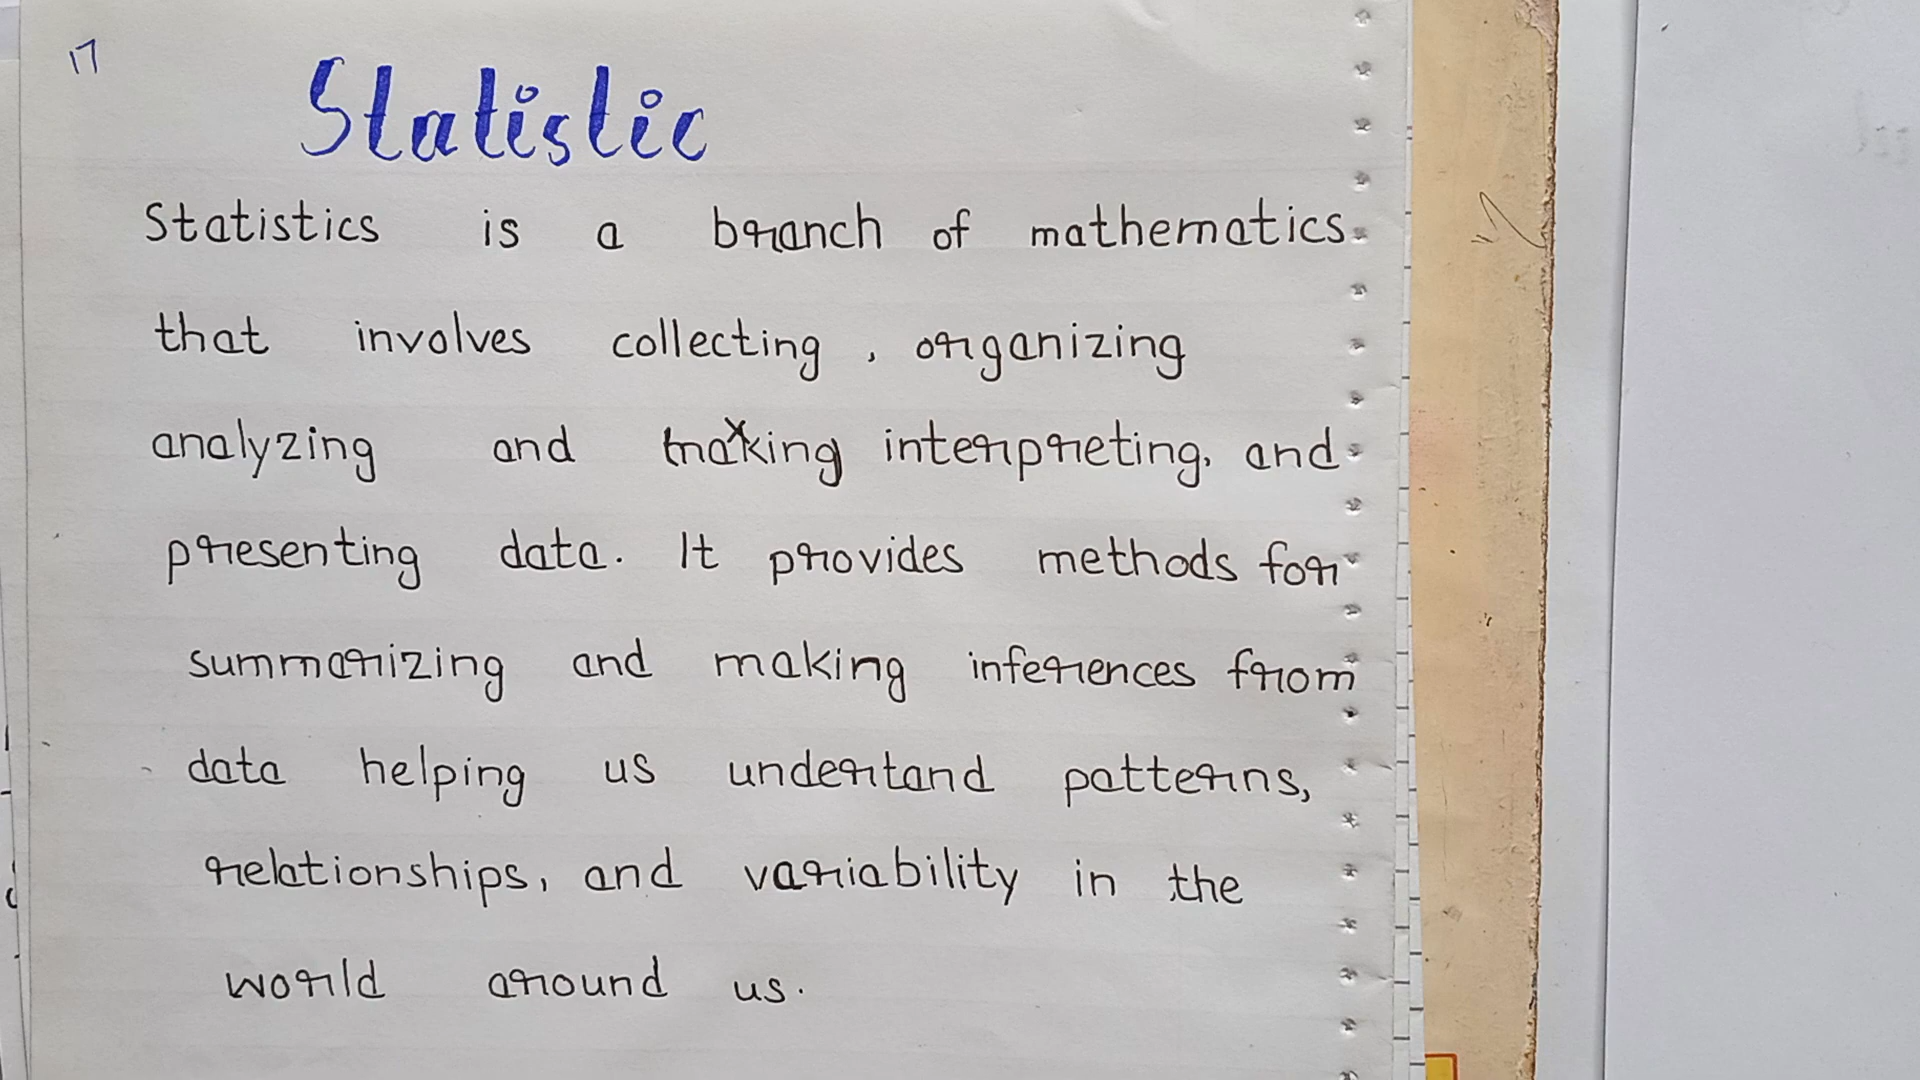 17
Statistic
Statistics is a branch of mathematics
that involves collecting, organizing
analyzing and making interpreting, and
presenting data. It provides methods for
summarizing and making inferences from
data helping us undertand patterns,
relationships, and variability in the
world around us.